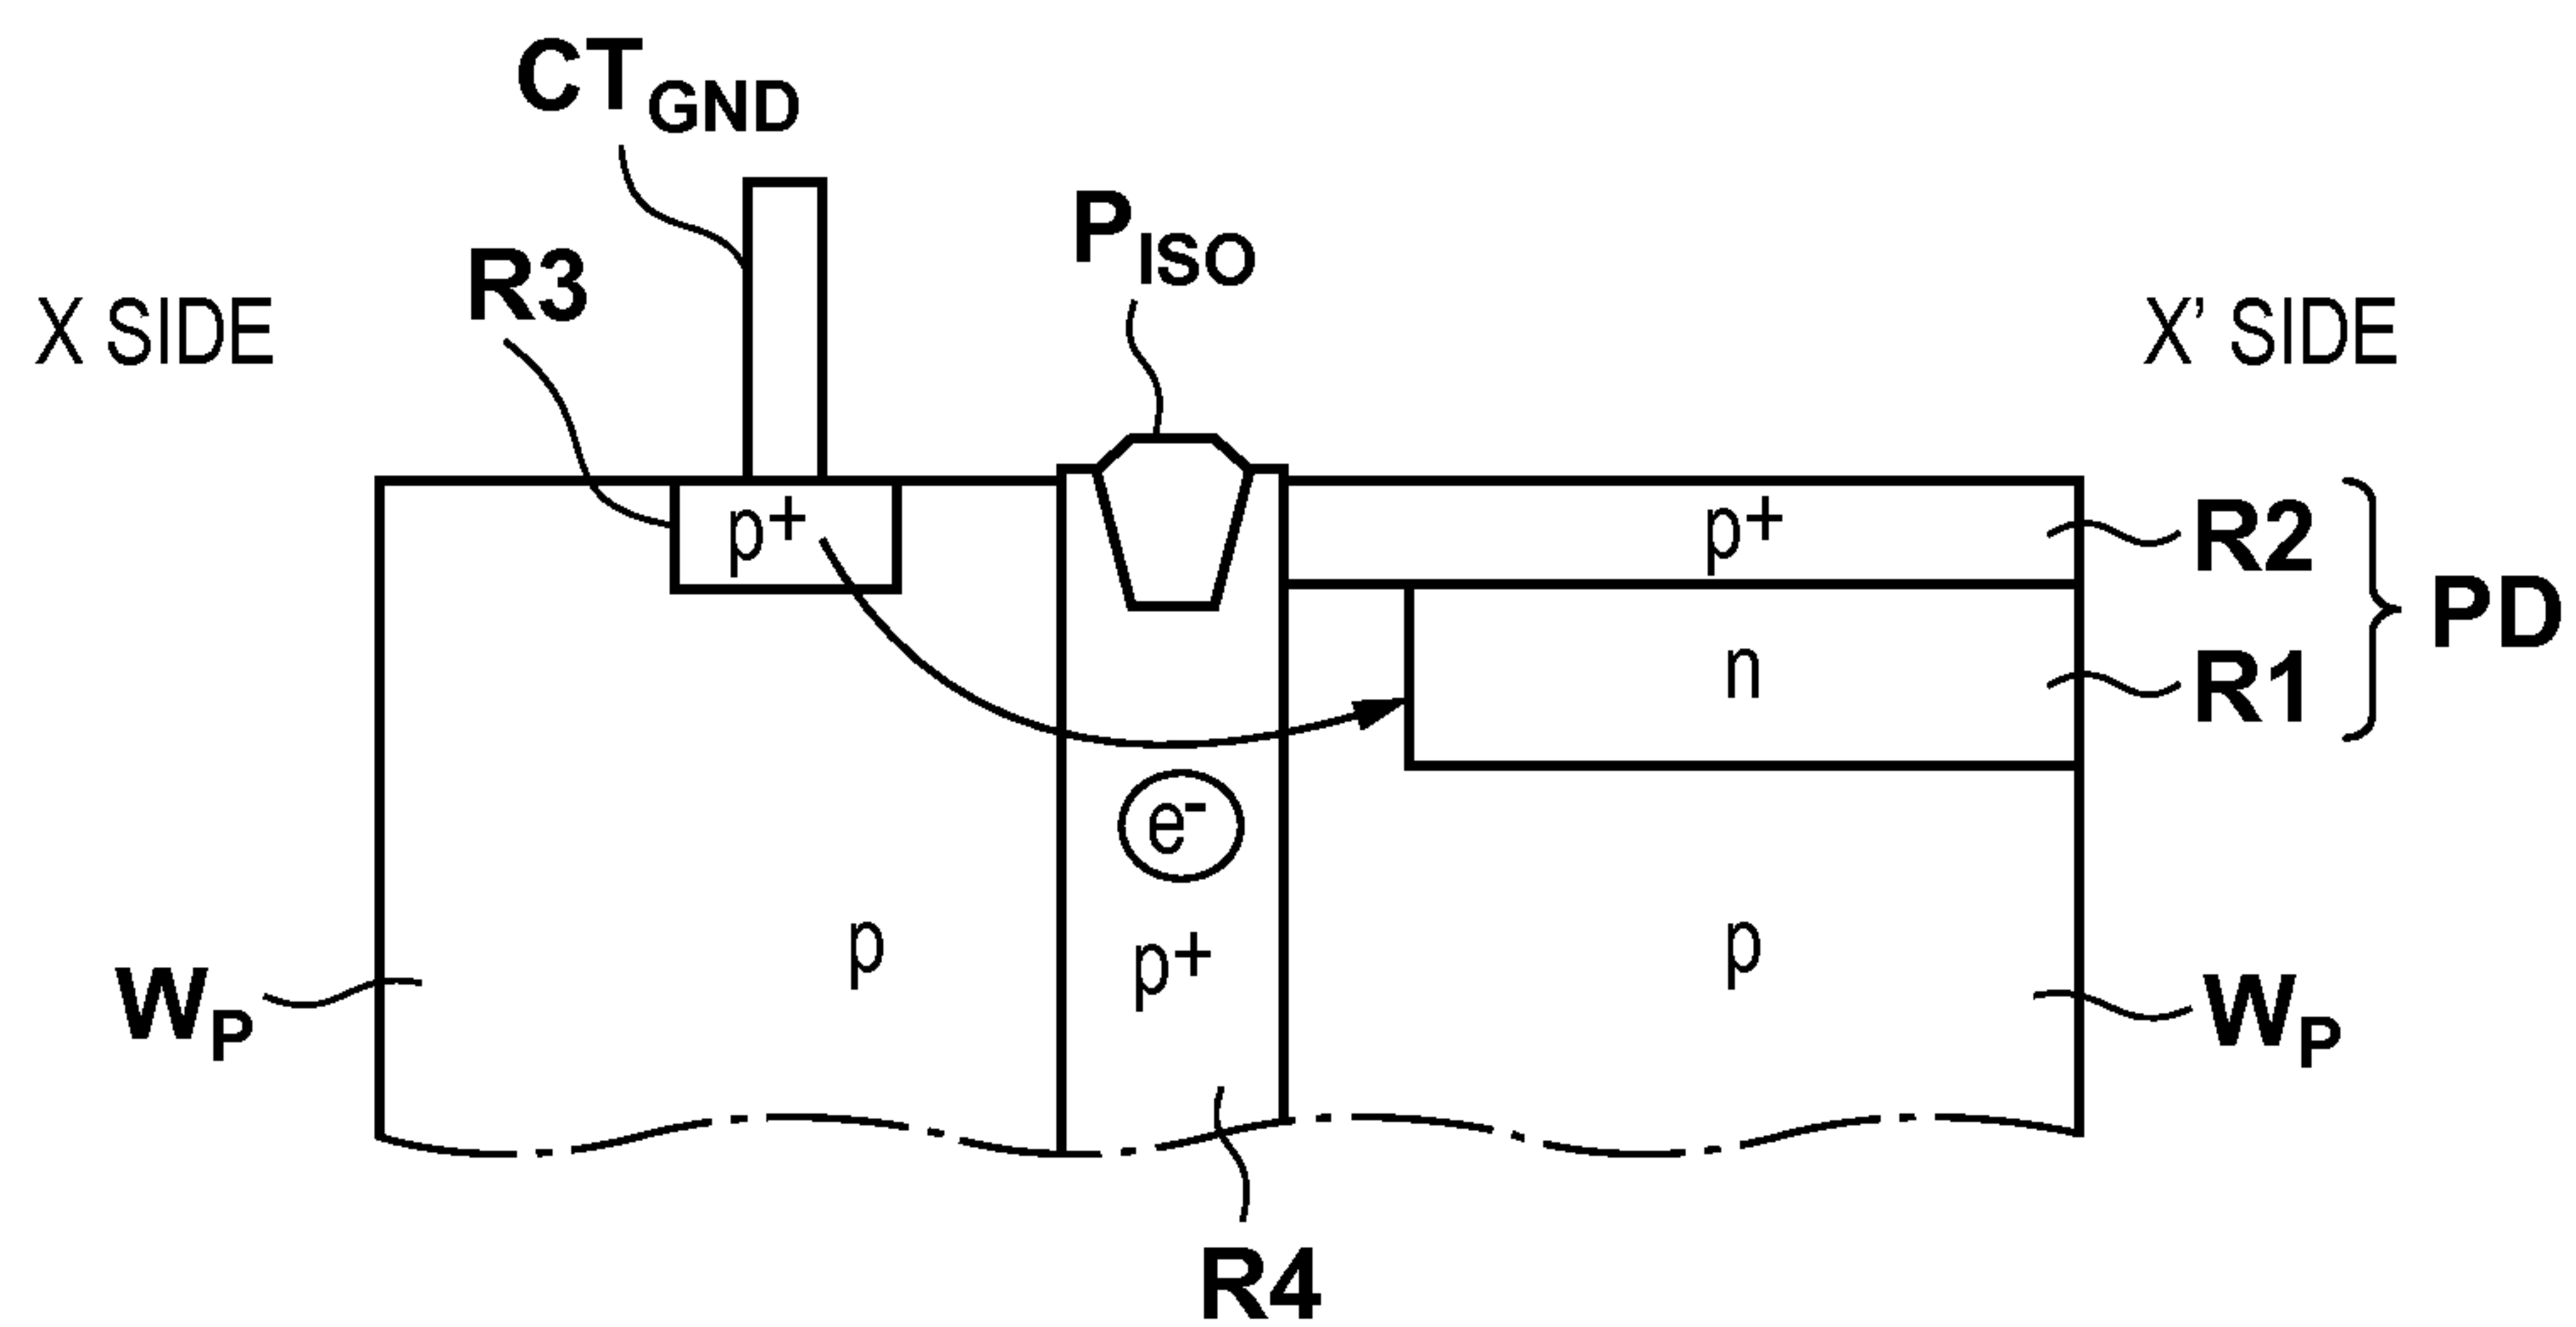 CT_GND
P_ISO
R3
X SIDE
X' SIDE
p+
p+
R2
PD
n
R1
e-
p
p+
p
W_P
W_P
R4